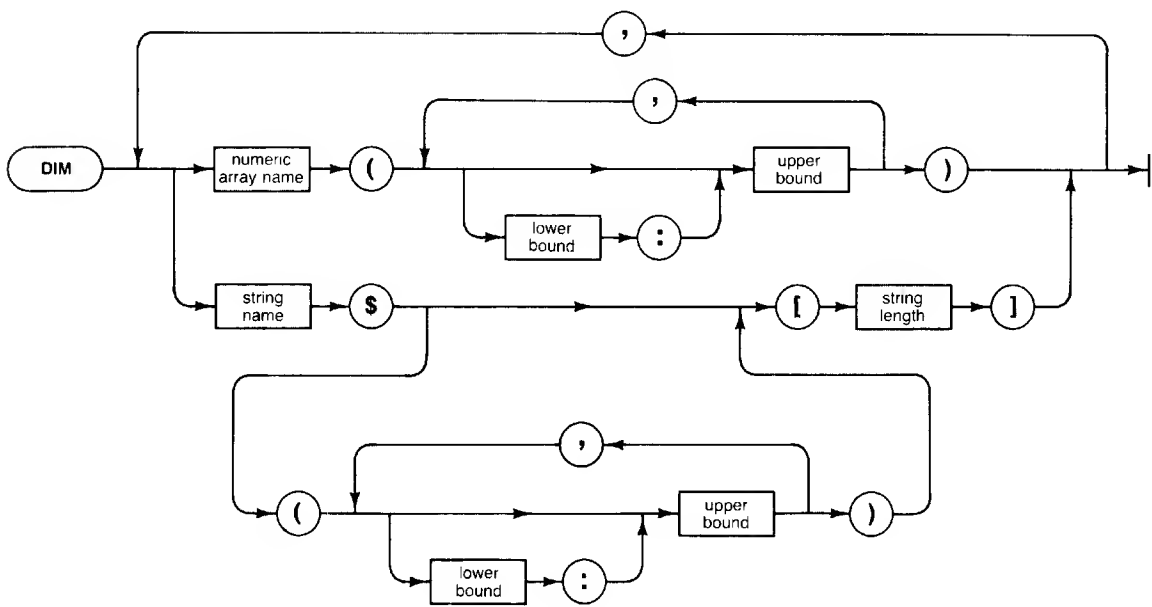 ,
,
DIM
numeric
array name
(
upper
bound
)
lower
bound
:
string
name
$
[
string
length
]
,
(
upper
bound
)
lower
bound
: